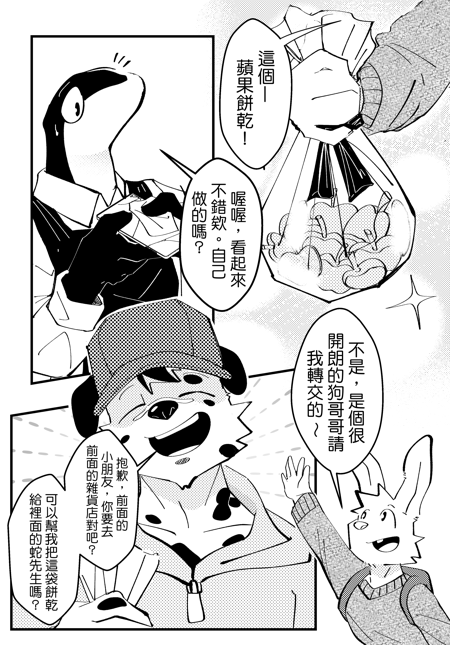 這個—
蘋果餅乾！
喔喔，看起來
不錯欸。自己
做的嗎？
不是，是個很
開朗的狗哥哥請
我轉交的～
抱歉，前面的
小朋友，你要去
前面的雜貨店對吧？
可以幫我把這袋餅乾
給裡面的蛇先生嗎？